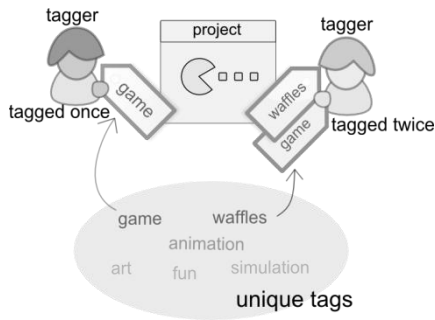 tagger
project
tagger
game
waffles
game
tagged once
tagged twice
game
waffles
animation
art
fun
simulation
unique tags